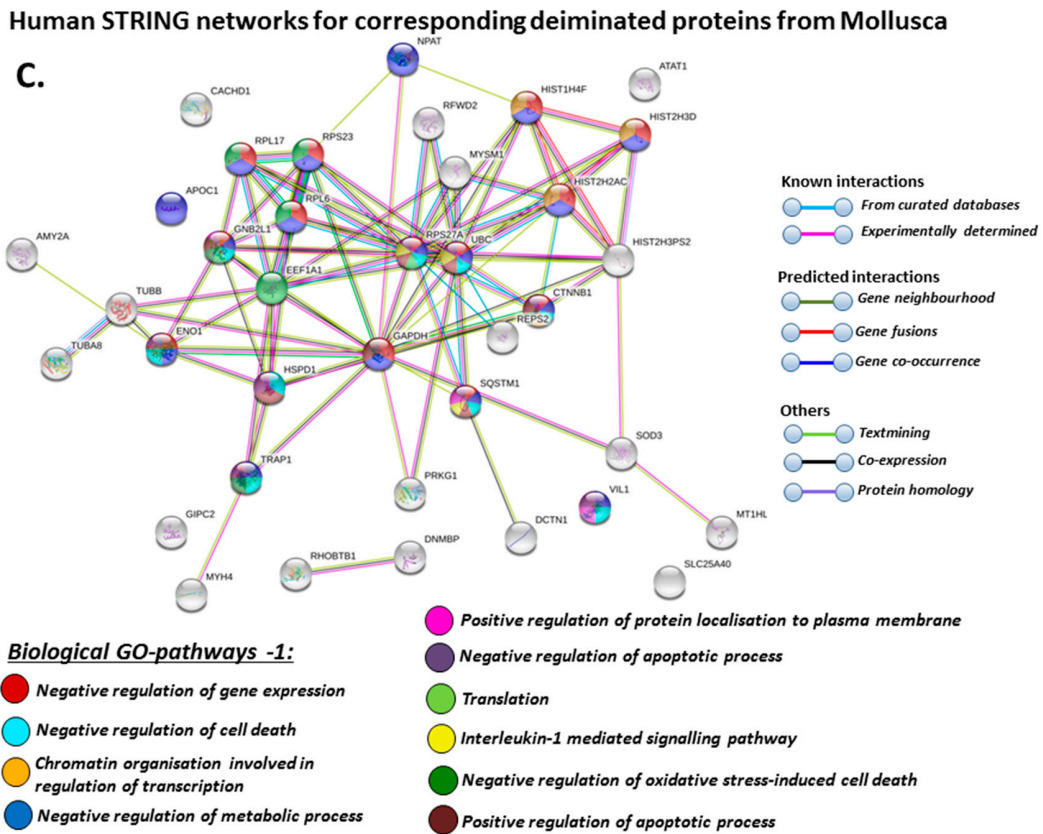 Human STRING networks for corresponding deiminated proteins from Mollusca
C.
NPAT
ATAT1
CACHD1
HIST1H4F
RFWD2
HIST2H3D
RPL17
RPS23
MYSM1
APOC1
HIST2H2AC
RPL6
GNB2L1
RPS27A
UBC
AMY2A
HIST2H3PS2
EEF1A1
TUBB
CTNNB1
REPS2
ENO1
GAPDH
TUBA8
HSPD1
SQSTM1
SOD3
TRAP1
PRKG1
VIL1
GIPC2
DCTN1
MT1HL
DNMBP
RHOBTB1
SLC25A40
MYH4
Known interactions
From curated databases
Experimentally determined
Predicted interactions
Gene neighbourhood
Gene fusions
Gene co-occurrence
Others
Textmining
Co-expression
Protein homology
Biological GO-pathways -1:
Negative regulation of gene expression
Negative regulation of cell death
Chromatin organisation involved in
regulation of transcription
Negative regulation of metabolic process
Positive regulation of protein localisation to plasma membrane
Negative regulation of apoptotic process
Translation
Interleukin-1 mediated signalling pathway
Negative regulation of oxidative stress-induced cell death
Positive regulation of apoptotic process